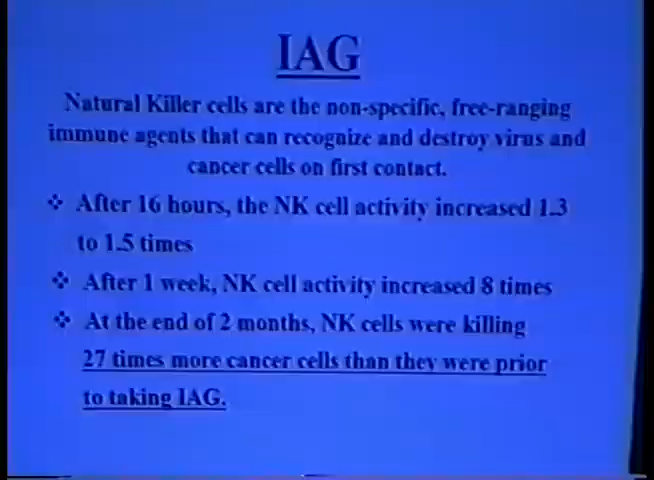 IAG
Natural Killer cells are the non-specific, free-ranging
immune agents that can recognize and destroy virus and
cancer cells on first contact.
❖ After 16 hours, the NK cell activity increased 1.3
to 1.5 times
❖ After 1 week, NK cell activity increased 8 times
❖ At the end of 2 months, NK cells were killing
27 times more cancer cells than they were prior
to taking IAG.